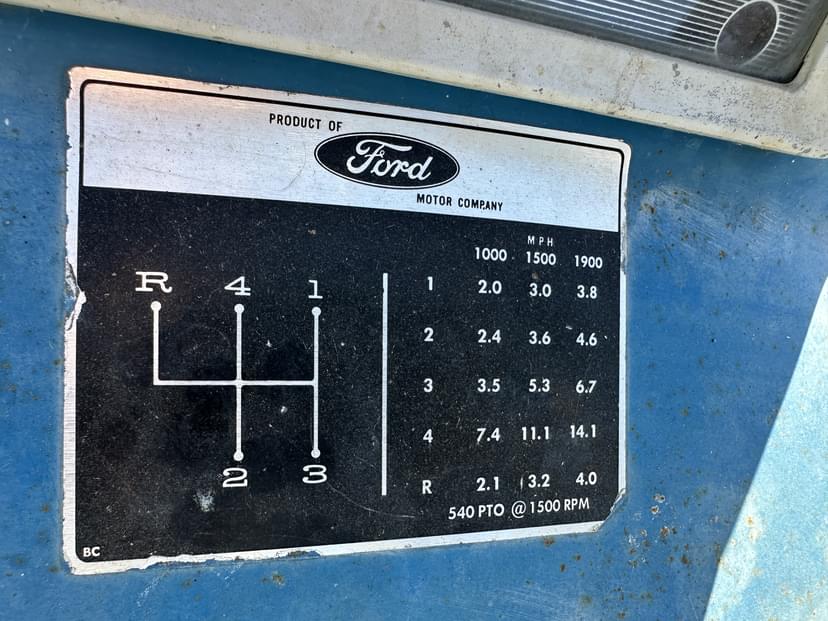 PRODUCT OF
Ford
MOTOR COMPANY
R 4 1
2 3
MPH
1000 1500 1900
1 2.0 3.0 3.8
2 2.4 3.6 4.6
3 3.5 5.3 6.7
4 7.4 11.1 14.1
R 2.1 3.2 4.0
540 PTO @ 1500 RPM
BC